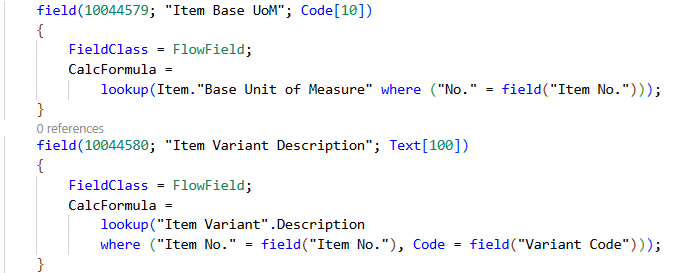 field(10044579; "Item Base UoM"; Code[10])
{
FieldClass = FlowField;
CalcFormula =
lookup(Item."Base Unit of Measure" where ("No." = field("Item No.")));
}
0 references
field(10044580; "Item Variant Description"; Text[100])
{
FieldClass = FlowField;
CalcFormula =
lookup("Item Variant".Description
where ("Item No." = field("Item No."), Code = field("Variant Code")));
}